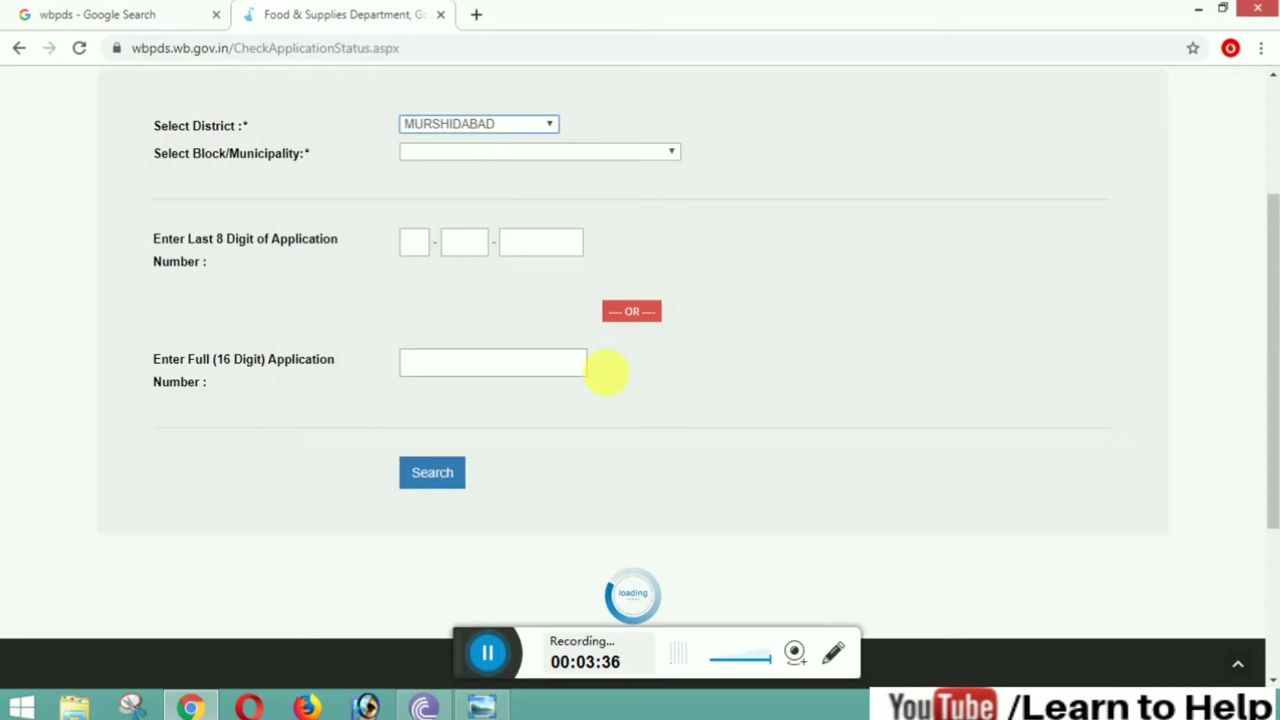 wbpds - Google Search
Food & Supplies Department, Go
wbpds.wb.gov.in/CheckApplicationStatus.aspx
Select District :*
MURSHIDABAD
Select Block/Municipality:*
Enter Last 8 Digit of Application
Number :
- -
---- OR ----
Enter Full (16 Digit) Application
Number :
Search
loading
Recording...
00:03:36
YouTube /Learn to Help